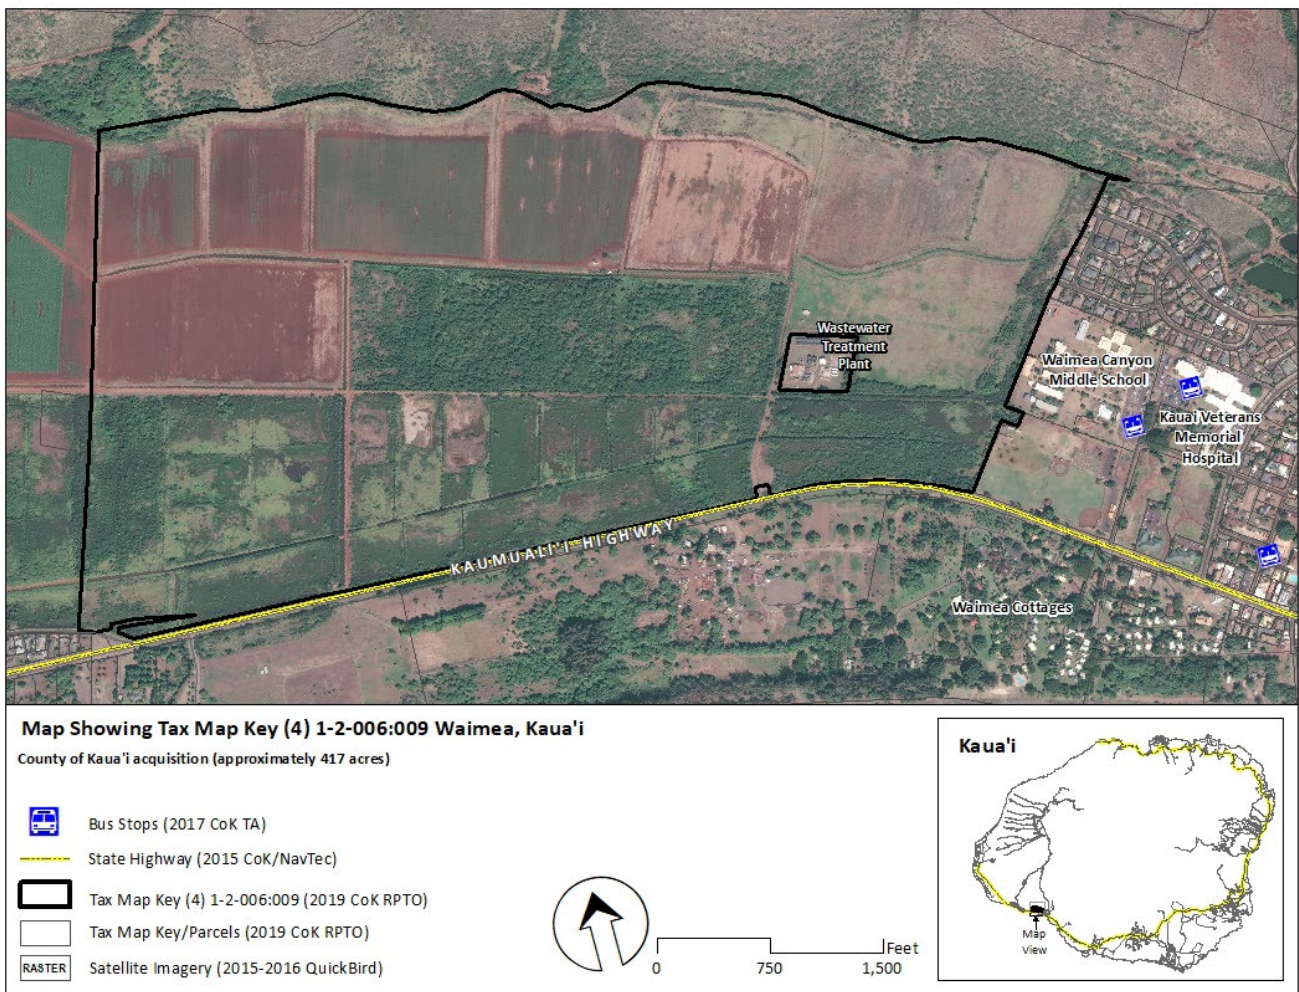 Wastewater
Treatment
Plant
Waimea Canyon
Middle School
Kauai Veterans
Memorial
Hospital
KAUMUALI'I HIGHWAY
Waimea Cottages
Map Showing Tax Map Key (4) 1-2-006:009 Waimea, Kaua'i
County of Kaua'i acquisition (approximately 417 acres)
Bus Stops (2017 CoK TA)
State Highway (2015 CoK/NavTec)
Tax Map Key (4) 1-2-006:009 (2019 CoK RPTO)
Tax Map Key/Parcels (2019 CoK RPTO)
RASTER Satellite Imagery (2015-2016 QuickBird)
Feet
0 750 1,500
Kaua'i
Map
View